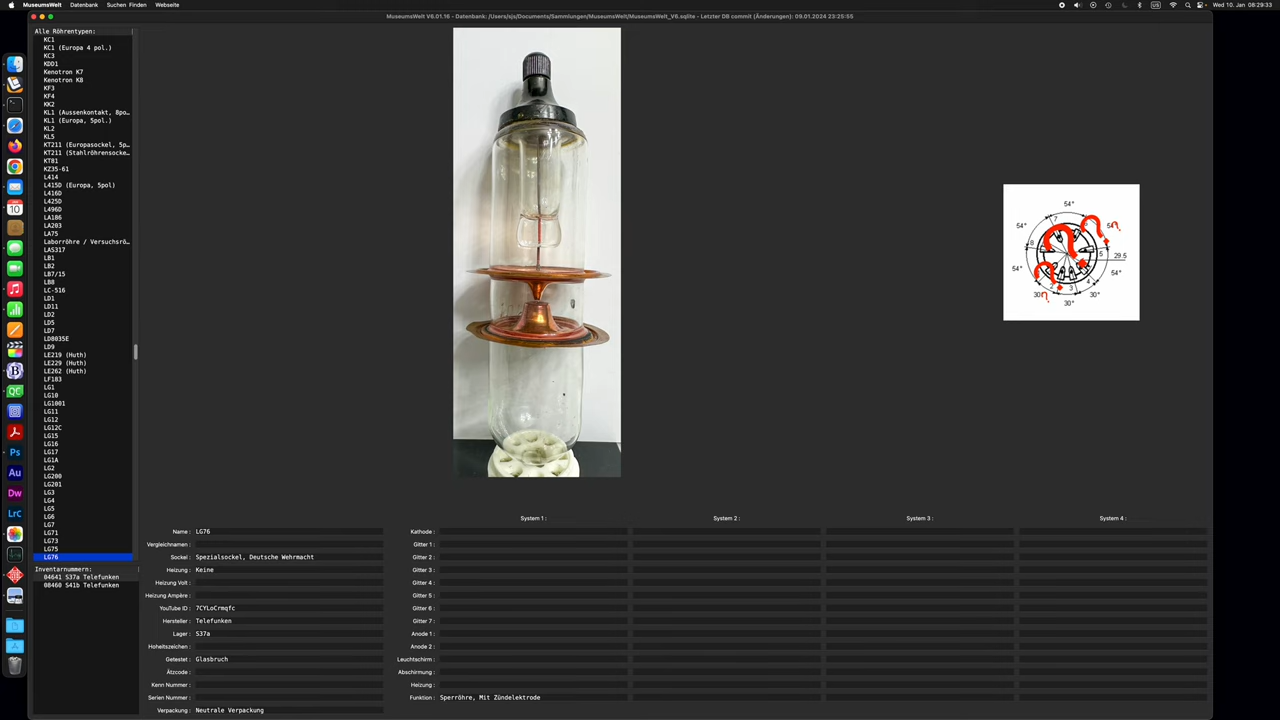 MuseumsWelt Datenbank Suchen Finden Webseite
Wed 10. Jan 08:29:33
MuseumsWelt V6.01.16 - Datenbank: /Users/sjs/Documents/Sammlungen/MuseumsWelt/MuseumsWelt_V6.sqlite - Letzter DB commit (Änderungen): 09.01.2024 23:25:55
Alle Röhrentypen:
KC1
KC1 (Europa 4 pol.)
KC3
KDD1
Kenotron K7
Kenotron K8
KF3
KF4
KK2
KL1 (Aussenkontakt, 8po…
KL1 (Europa, 5pol.)
KL2
KL5
KT211 (Europasockel, 5p…
KT211 (Stahlröhrensocke…
KT81
KZ35-61
L414
L415D (Europa, 5pol)
L416D
L425D
L496D
LA186
LA203
LA75
Laborröhre / Versuchsrö…
LAS317
LB1
LB2
LB7/15
LB8
LC-516
LD1
LD11
LD2
LD5
LD7
LD8035E
LD9
LE219 (Huth)
LE229 (Huth)
LE262 (Huth)
LF183
LG1
LG10
LG1001
LG11
LG12
LG12C
LG15
LG16
LG17
LG1A
LG2
LG200
LG201
LG3
LG4
LG5
LG6
LG7
LG71
LG73
LG75
LG76
Inventarnummern:
04641 S37a Telefunken
08460 S41b Telefunken
54°
54° 7 54° ?
8 5 29.5
54° 54°
30° ? 2 3 4 30°
30°
System 1 : System 2 : System 3 : System 4 :
Name : LG76
Vergleichnamen :
Sockel : Spezialsockel, Deutsche Wehrmacht
Heizung : Keine
Heizung Volt :
Heizung Ampère :
YouTube ID : 7CYLoCrmqfc
Hersteller : Telefunken
Lager : S37a
Hoheitszeichen :
Getestet : Glasbruch
Ätzcode :
Kenn Nummer :
Serien Nummer :
Verpackung : Neutrale Verpackung
Kathode :
Gitter 1 :
Gitter 2 :
Gitter 3 :
Gitter 4 :
Gitter 5 :
Gitter 6 :
Gitter 7 :
Anode 1 :
Anode 2 :
Leuchtschirm :
Abschirmung :
Heizung :
Funktion : Sperröhre, Mit Zündelektrode